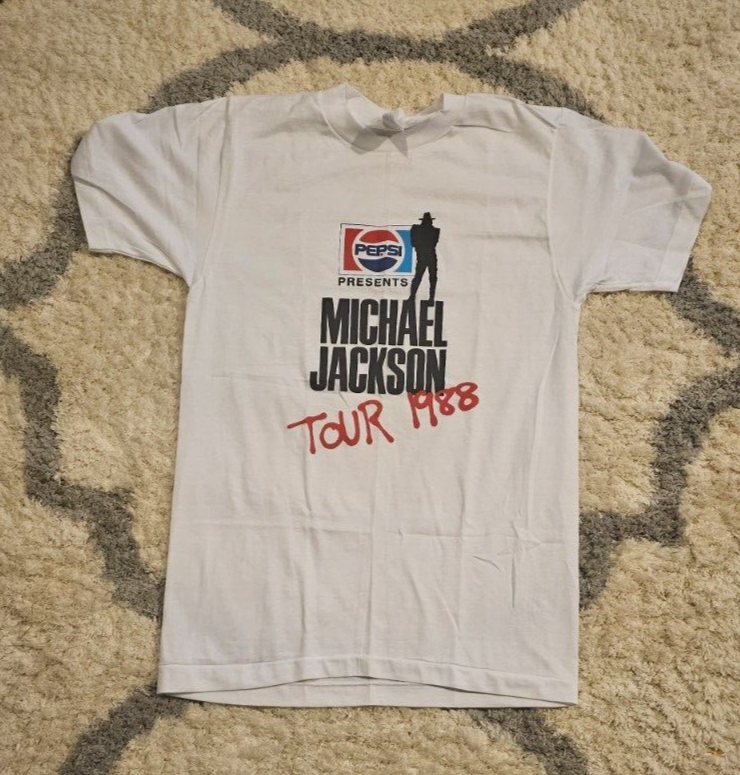 PEPSI
PRESENTS
MICHAEL
JACKSON
TOUR 1988